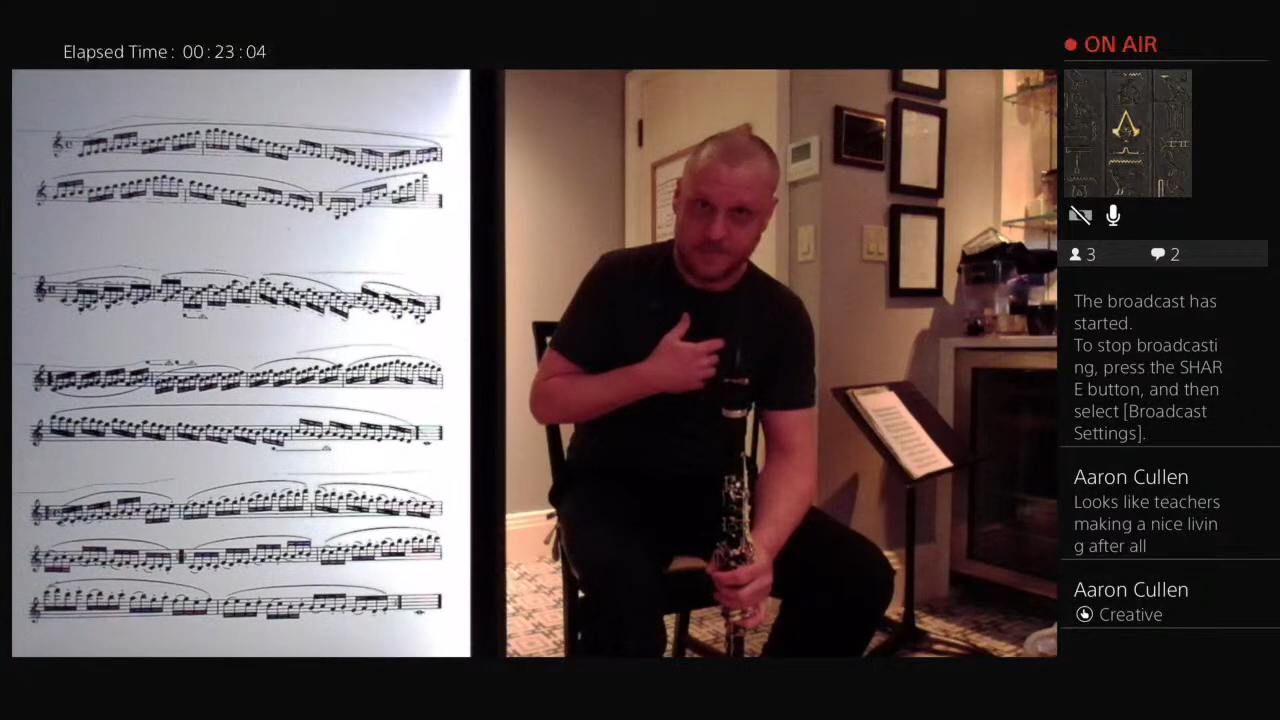 Elapsed Time: 00:23:04
ON AIR
3
2
The broadcast has
started.
To stop broadcasti
ng, press the SHAR
E button, and then
select [Broadcast
Settings].
Aaron Cullen
Looks like teachers
making a nice livin
g after all
Aaron Cullen
Creative